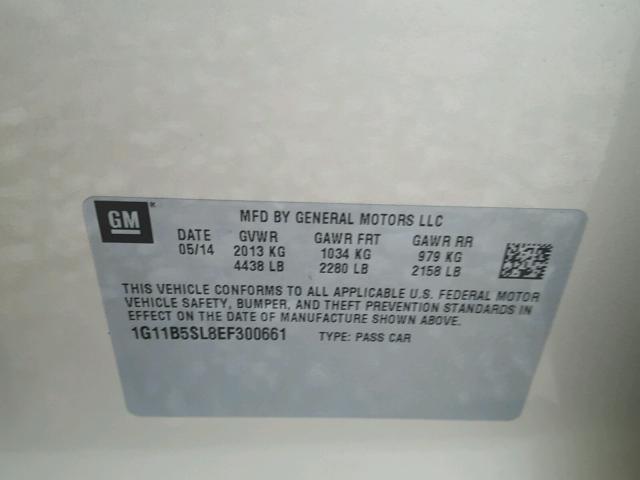 GM
MFD BY GENERAL MOTORS LLC
DATE GVWR GAWR FRT GAWR RR
05/14 2013 KG 1034 KG 979 KG
4438 LB 2280 LB 2158 LB
THIS VEHICLE CONFORMS TO ALL APPLICABLE U.S. FEDERAL MOTOR
VEHICLE SAFETY, BUMPER, AND THEFT PREVENTION STANDARDS IN
EFFECT ON THE DATE OF MANUFACTURE SHOWN ABOVE.
1G11B5SL8EF300661 TYPE: PASS CAR